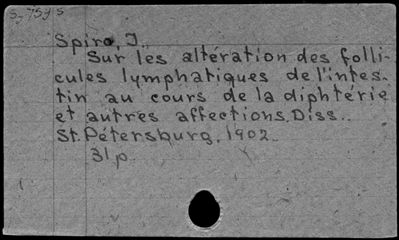 Spiro, J.
Sur les altération des folli-
cules lymphatiques de l'intes-
tin au cours de la diphtérie
et autres affections. Diss.
St. Pétersburg, 1902.
31 p.